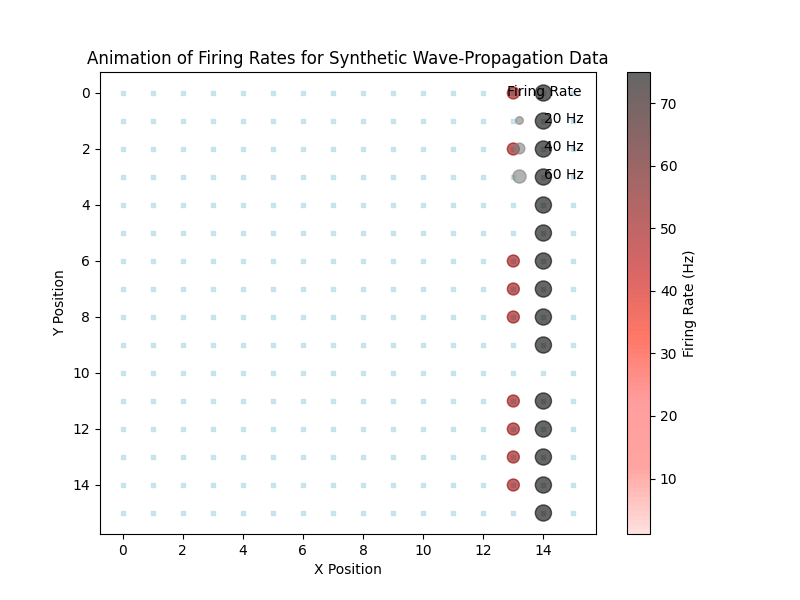 Animation of Firing Rates for Synthetic Wave-Propagation Data
Firing Rate
20 Hz
40 Hz
60 Hz
0
2
4
6
8
10
12
14
Y Position
0
2
4
6
8
10
12
14
X Position
70
60
50
40
30
20
10
Firing Rate (Hz)